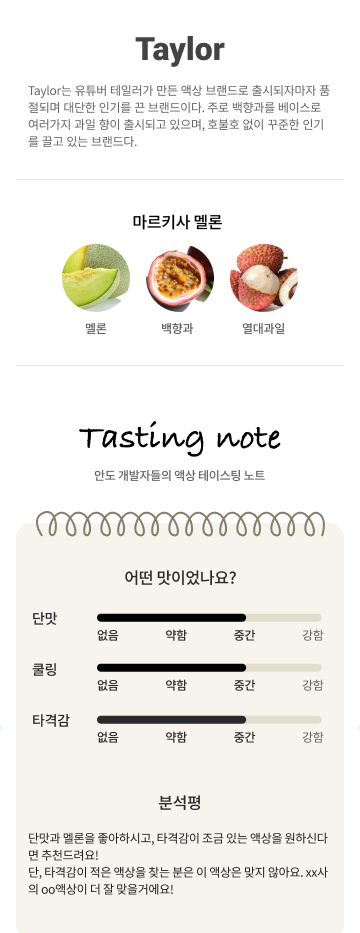 Taylor
Taylor는 유튜버 테일러가 만든 액상 브랜드로 출시되자마자 품
절되며 대단한 인기를 끈 브랜드이다. 주로 백향과를 베이스로
여러가지 과일 향이 출시되고 있으며, 호불호 없이 꾸준한 인기
를 끌고 있는 브랜드다.
마르키사 멜론
멜론 백향과 열대과일
Tasting note
안도 개발자들의 액상 테이스팅 노트
어떤 맛이었나요?
단맛
없음 약함 중간 강함
쿨링
없음 약함 중간 강함
타격감
없음 약함 중간 강함
분석평
단맛과 멜론을 좋아하시고, 타격감이 조금 있는 액상을 원하신다
면 추천드려요!
단, 타격감이 적은 액상을 찾는 분은 이 액상은 맞지 않아요. xx사
의 oo액상이 더 잘 맞을거에요!